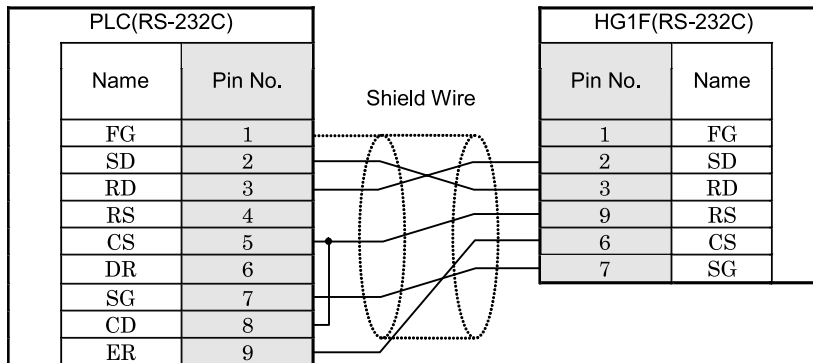 PLC(RS-232C)
Name Pin No.
FG 1
SD 2
RD 3
RS 4
CS 5
DR 6
SG 7
CD 8
ER 9
Shield Wire
HG1F(RS-232C)
Pin No. Name
1 FG
2 SD
3 RD
9 RS
6 CS
7 SG